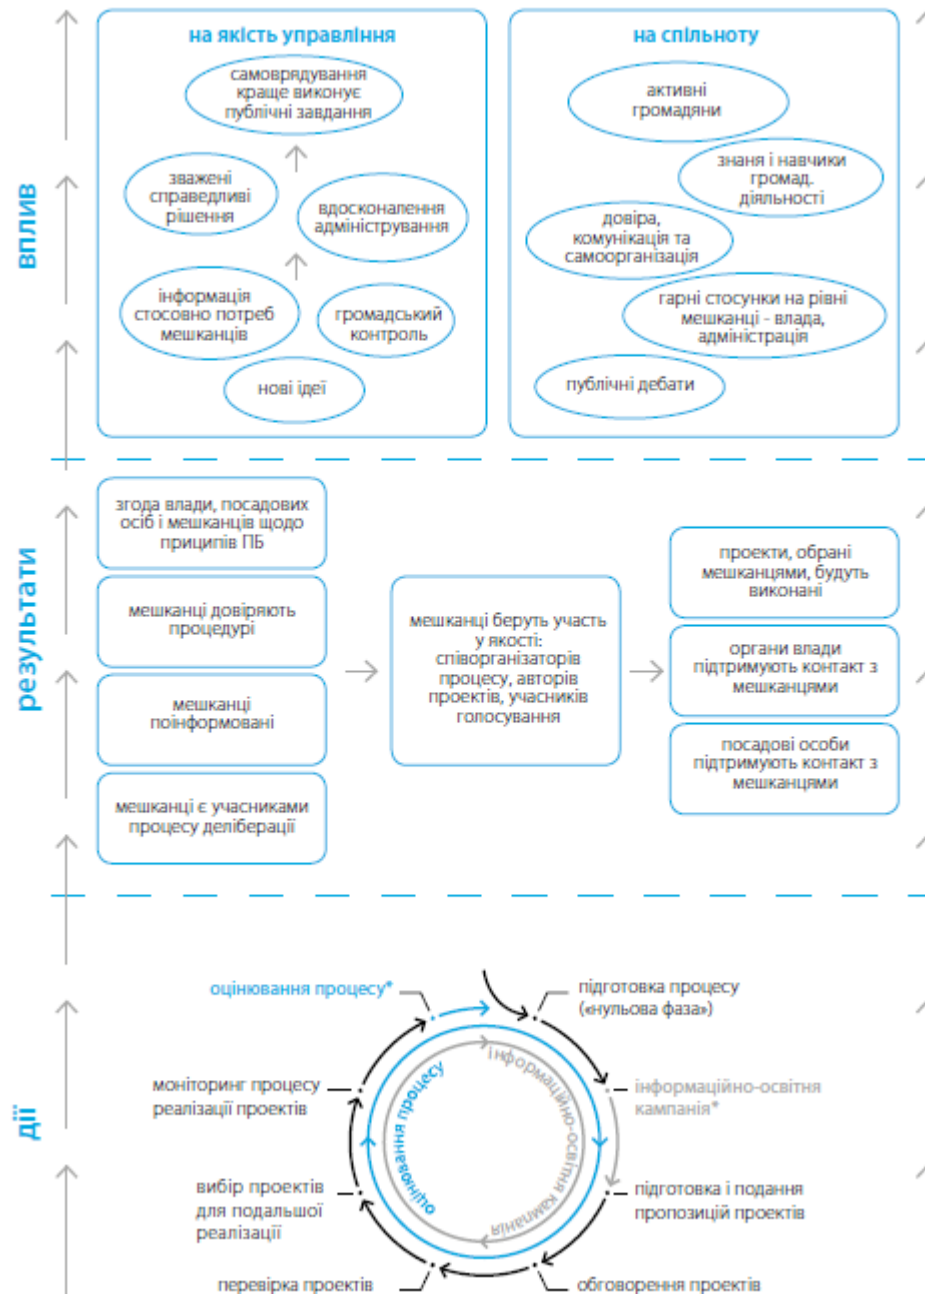 на якість управління
самоврядування
краще виконує
публічні завдання
зважені
справедливі
рішення
вдосконалення
адміністрування
інформація
стосовно потреб
мешканців
громадський
контроль
нові ідеї
на спільноту
активні
громадяни
знаня і навчики
громад.
діяльності
довіра,
комунікація та
самоорганізація
гарні стосунки на рівні
мешканці - влада,
адміністрація
публічні дебати
вплив
результати
згода влади, посадових
осіб і мешканців щодо
приципів ПБ
мешканці довіряють
процедурі
мешканці
поінформовані
мешканці є учасниками
процесу деліберації
мешканці беруть участь
у якості:
співорганізаторів
процесу, авторів
проектів, учасників
голосування
проекти, обрані
мешканцями, будуть
виконані
органи влади
підтримують контакт з
мешканцями
посадові особи
підтримують контакт з
мешканцями
дії
оцінювання процесу*
підготовка процесу
(«нульова фаза»)
інформаційно-освітня
кампанія*
підготовка і подання
пропозицій проектів
обговорення проектів
перевірка проектів
вибір проектів
для подальшої
реалізації
моніторинг процесу
реалізації проектів
оцінювання процесу
інформаційно-освітня кампанія